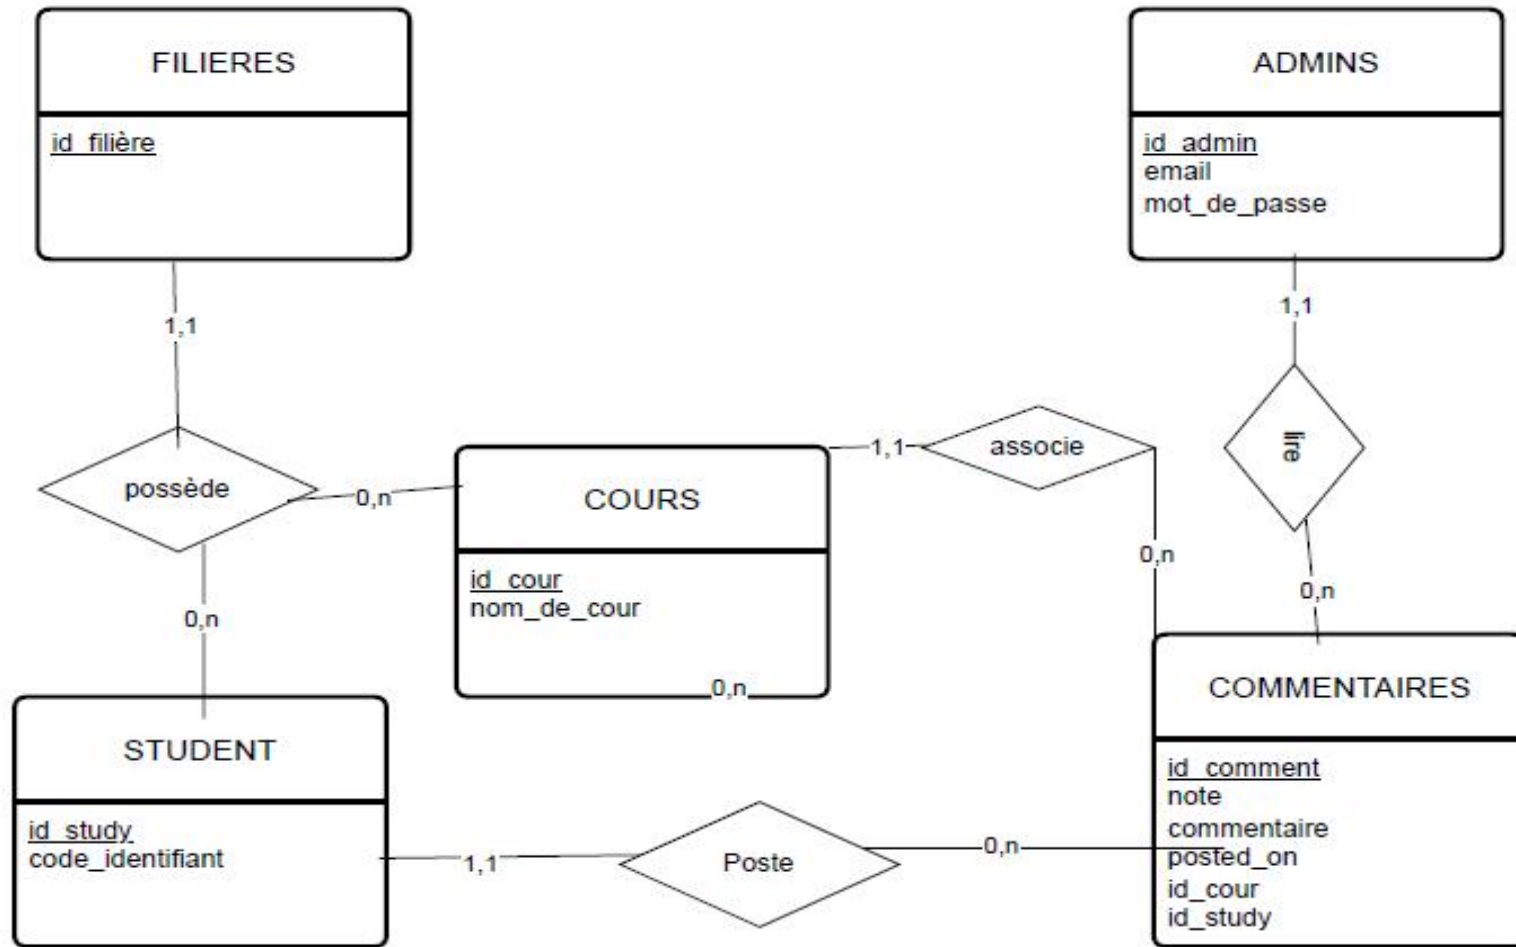 FILIERES
id_filière
ADMINS
id_admin
email
mot_de_passe
1,1
1,1
possède
0,n
COURS
id_cour
nom_de_cour
0,n
1,1
associe
0,n
lire
0,n
0,n
STUDENT
id_study
code_identifiant
1,1
Poste
0,n
COMMENTAIRES
id_comment
note
commentaire
posted_on
id_cour
id_study